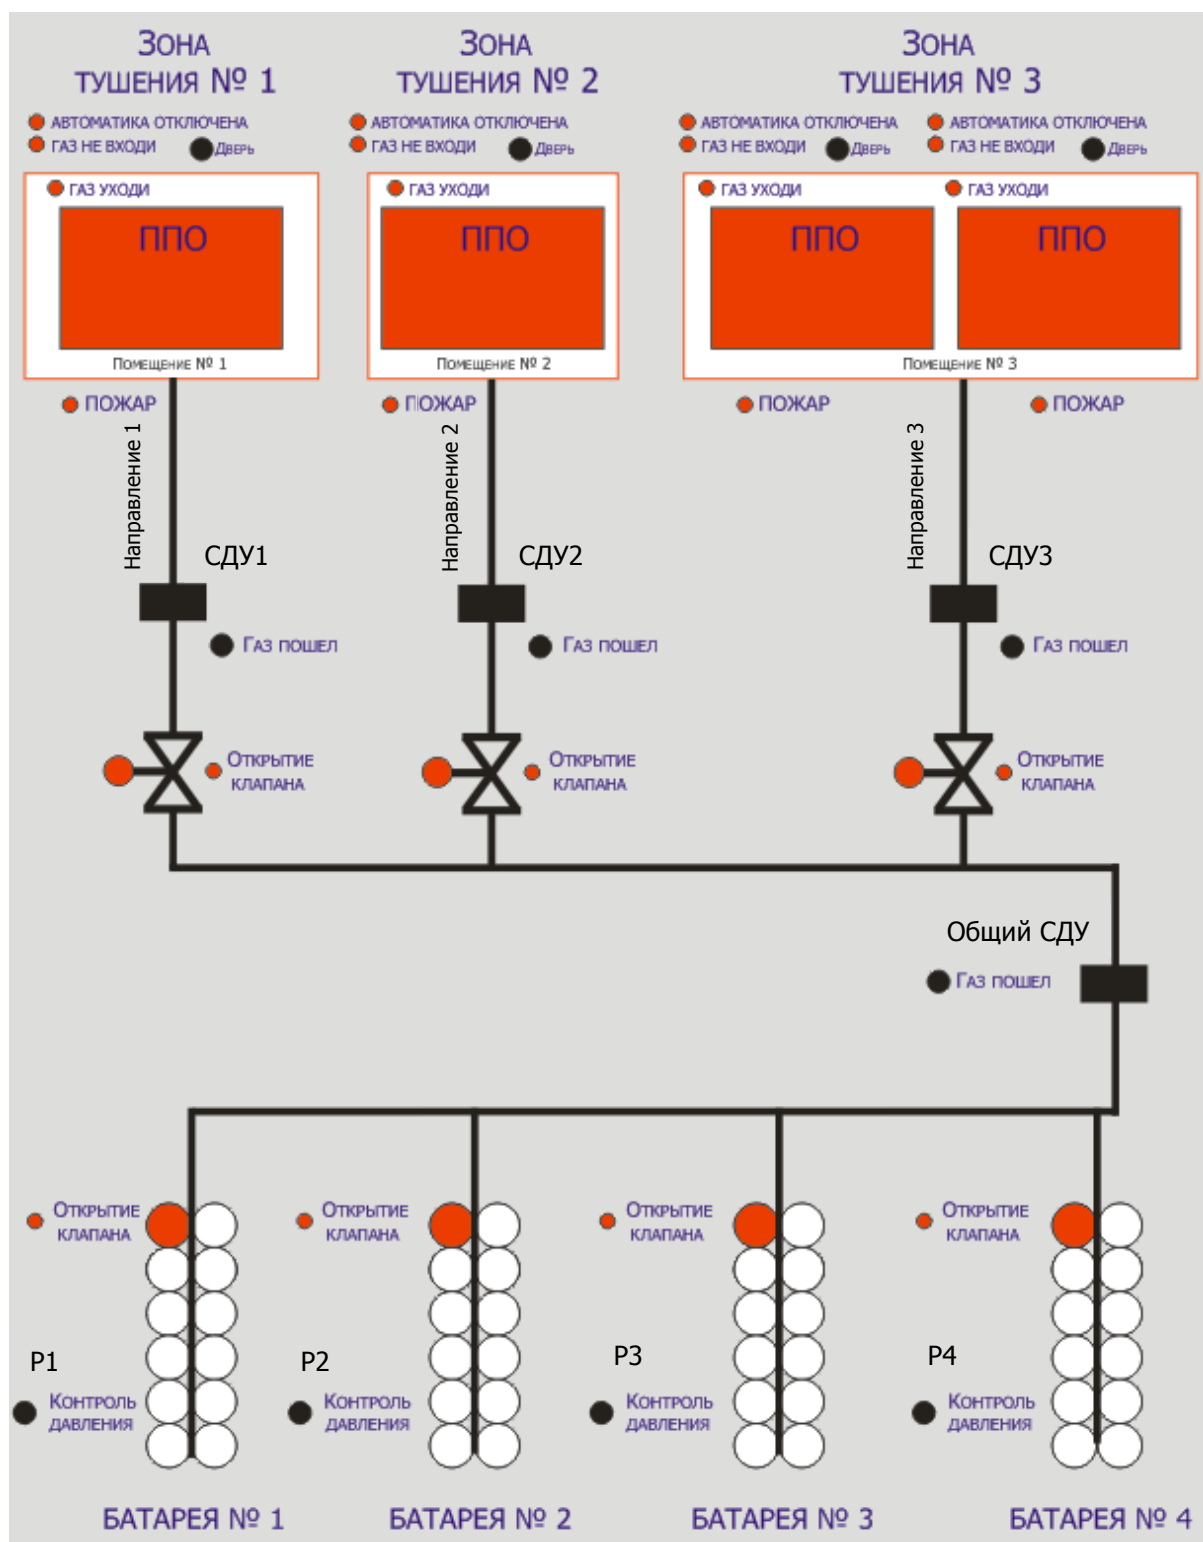 Зона
тушения № 1
Зона
тушения № 2
Зона
тушения № 3
Автоматика отключена
Газ не входи
Дверь
Автоматика отключена
Газ не входи
Дверь
Автоматика отключена
Газ не входи
Дверь
Автоматика отключена
Газ не входи
Дверь
Газ уходи
Газ уходи
Газ уходи
Газ уходи
ППО
ППО
ППО
ППО
Помещение № 1
Помещение № 2
Помещение № 3
ПОЖАР
ПОЖАР
ПОЖАР
ПОЖАР
Направление 1
Направление 2
Направление 3
СДУ1
СДУ2
СДУ3
Газ пошел
Газ пошел
Газ пошел
Открытие
клапана
Открытие
клапана
Открытие
клапана
Общий СДУ
Газ пошел
Открытие
клапана
Открытие
клапана
Открытие
клапана
Открытие
клапана
Р1
Р2
Р3
Р4
Контроль
давления
Контроль
давления
Контроль
давления
Контроль
давления
БАТАРЕЯ № 1
БАТАРЕЯ № 2
БАТАРЕЯ № 3
БАТАРЕЯ № 4